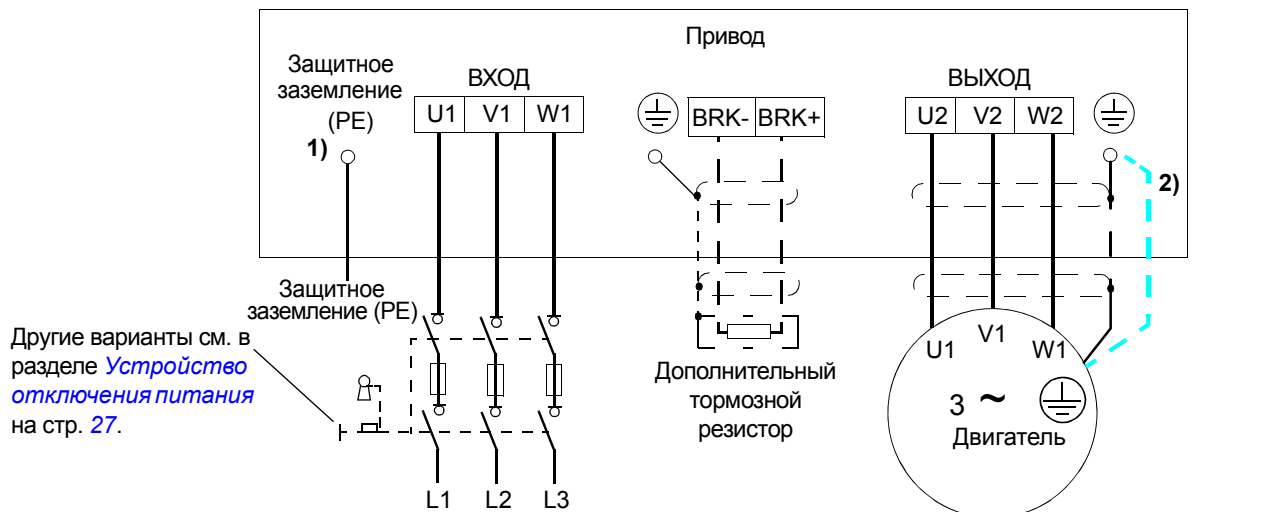 Привод
Защитное
заземление
(PE)
1)
ВХОД
U1 V1 W1
BRK- BRK+
ВЫХОД
U2 V2 W2
2)
Защитное
заземление (PE)
Другие варианты см. в
разделе Устройство
отключения питания
на стр. 27.
L1 L2 L3
Дополнительный
тормозной
резистор
U1 V1 W1
3 ~
Двигатель